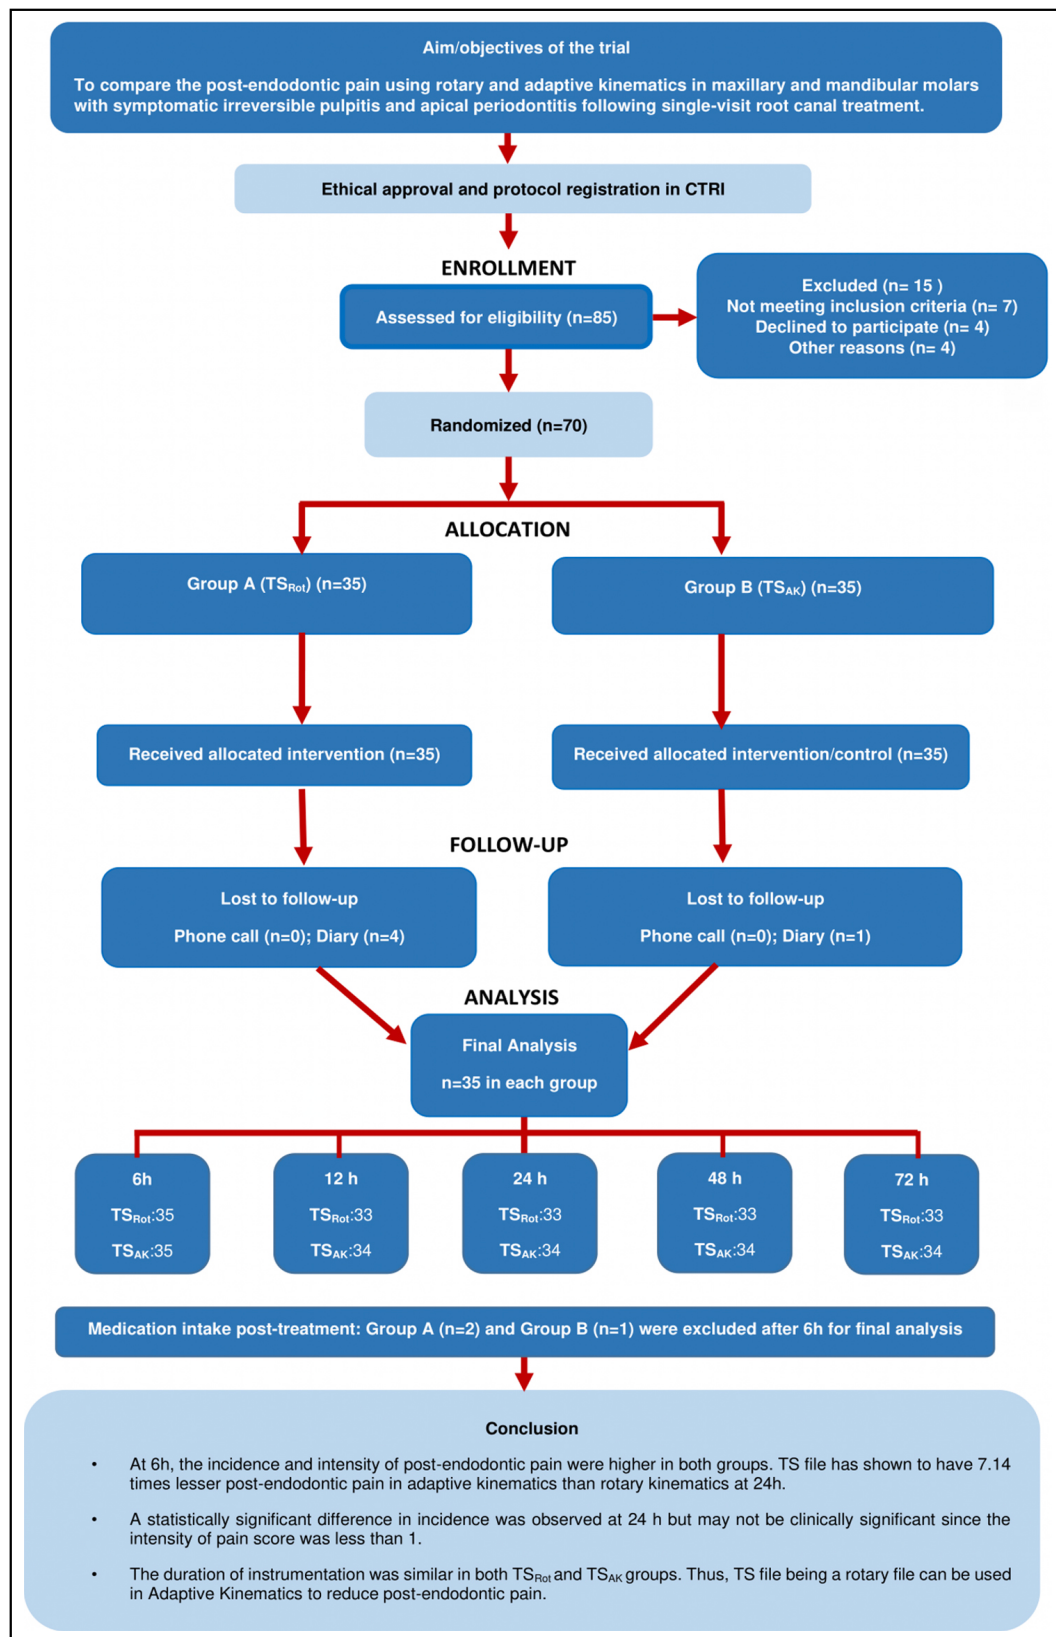 Aim/objectives of the trial
To compare the post-endodontic pain using rotary and adaptive kinematics in maxillary and mandibular molars
with symptomatic irreversible pulpitis and apical periodontitis following single-visit root canal treatment.
Ethical approval and protocol registration in CTRI
ENROLLMENT
Assessed for eligibility (n=85)
Excluded (n= 15 )
Not meeting inclusion criteria (n= 7)
Declined to participate (n= 4)
Other reasons (n= 4)
Randomized (n=70)
ALLOCATION
Group A (TSRot) (n=35)
Group B (TSAK) (n=35)
Received allocated intervention (n=35)
Received allocated intervention/control (n=35)
FOLLOW-UP
Lost to follow-up
Phone call (n=0); Diary (n=4)
Lost to follow-up
Phone call (n=0); Diary (n=1)
ANALYSIS
Final Analysis
n=35 in each group
6h
TSRot:35
TSAK:35
12 h
TSRot:33
TSAK:34
24 h
TSRot:33
TSAK:34
48 h
TSRot:33
TSAK:34
72 h
TSRot:33
TSAK:34
Medication intake post-treatment: Group A (n=2) and Group B (n=1) were excluded after 6h for final analysis
Conclusion
• At 6h, the incidence and intensity of post-endodontic pain were higher in both groups. TS file has shown to have 7.14
times lesser post-endodontic pain in adaptive kinematics than rotary kinematics at 24h.
• A statistically significant difference in incidence was observed at 24 h but may not be clinically significant since the
intensity of pain score was less than 1.
• The duration of instrumentation was similar in both TSRot and TSAK groups. Thus, TS file being a rotary file can be used
in Adaptive Kinematics to reduce post-endodontic pain.